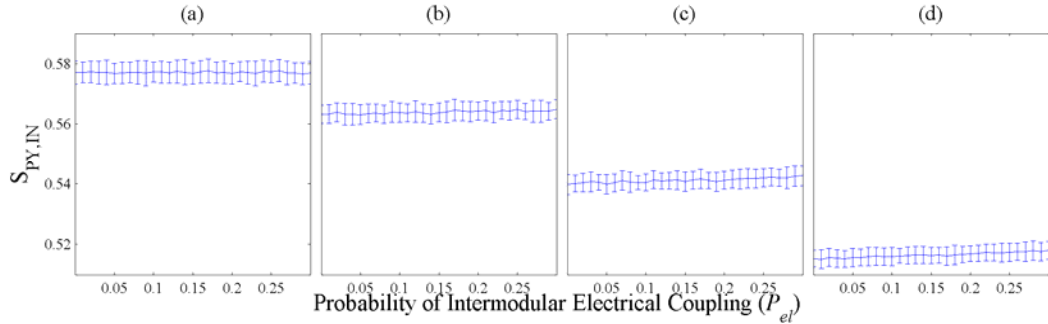 (a) (b) (c) (d)
0.58
0.56
0.54
0.52
S_PY,IN
0.05 0.1 0.15 0.2 0.25 0.05 0.1 0.15 0.2 0.25 0.05 0.1 0.15 0.2 0.25 0.05 0.1 0.15 0.2 0.25
Probability of Intermodular Electrical Coupling (P_el)